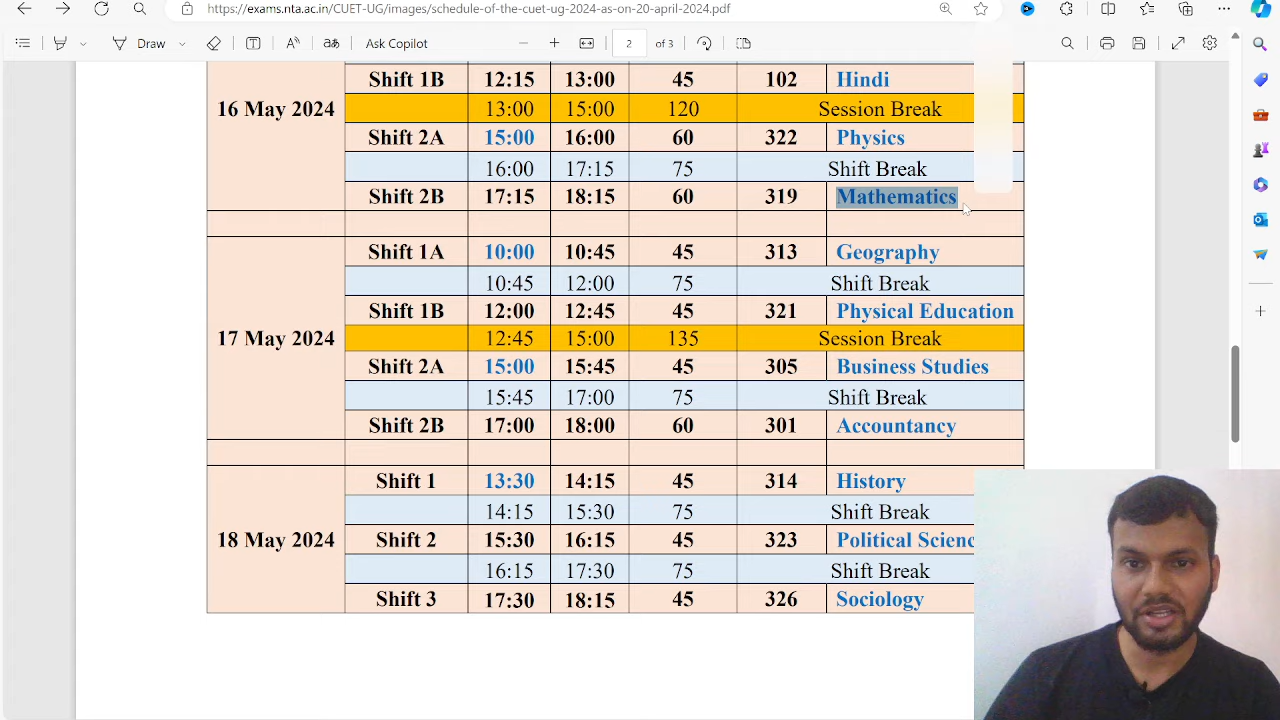 https://exams.nta.ac.in/CUET-UG/images/schedule-of-the-cuet-ug-2024-as-on-20-april-2024.pdf
Draw Ask Copilot 2 of 3
16 May 2024
Shift 1B 12:15 13:00 45 102 Hindi
13:00 15:00 120 Session Break
Shift 2A 15:00 16:00 60 322 Physics
16:00 17:15 75 Shift Break
Shift 2B 17:15 18:15 60 319 Mathematics
17 May 2024
Shift 1A 10:00 10:45 45 313 Geography
10:45 12:00 75 Shift Break
Shift 1B 12:00 12:45 45 321 Physical Education
12:45 15:00 135 Session Break
Shift 2A 15:00 15:45 45 305 Business Studies
15:45 17:00 75 Shift Break
Shift 2B 17:00 18:00 60 301 Accountancy
18 May 2024
Shift 1 13:30 14:15 45 314 History
14:15 15:30 75 Shift Break
Shift 2 15:30 16:15 45 323 Political Scienc
16:15 17:30 75 Shift Break
Shift 3 17:30 18:15 45 326 Sociology